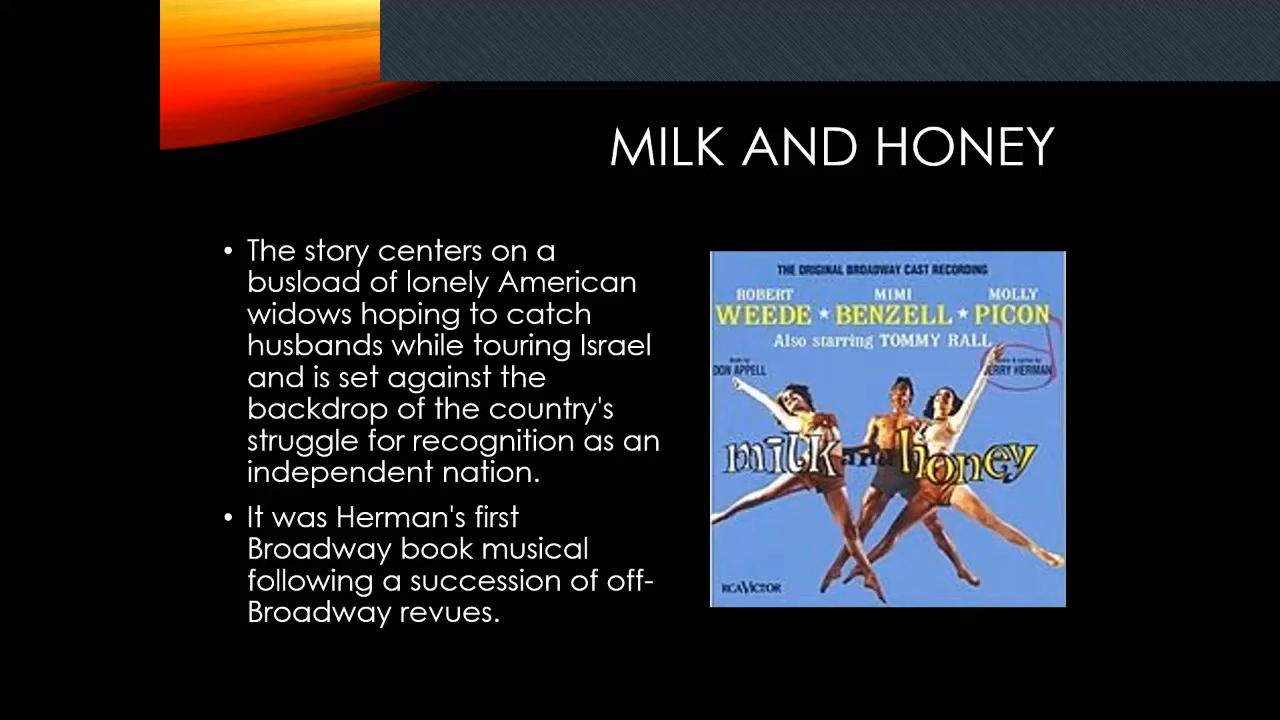 MILK AND HONEY
• The story centers on a
busload of lonely American
widows hoping to catch
husbands while touring Israel
and is set against the
backdrop of the country's
struggle for recognition as an
independent nation.
• It was Herman's first
Broadway book musical
following a succession of off-
Broadway revues.
THE ORIGINAL BROADWAY CAST RECORDING
ROBERT MIMI MOLLY
WEEDE ★ BENZELL ★ PICON
Also starring TOMMY RALL
DON APPELL
JERRY HERMAN
milk and honey
RCA VICTOR